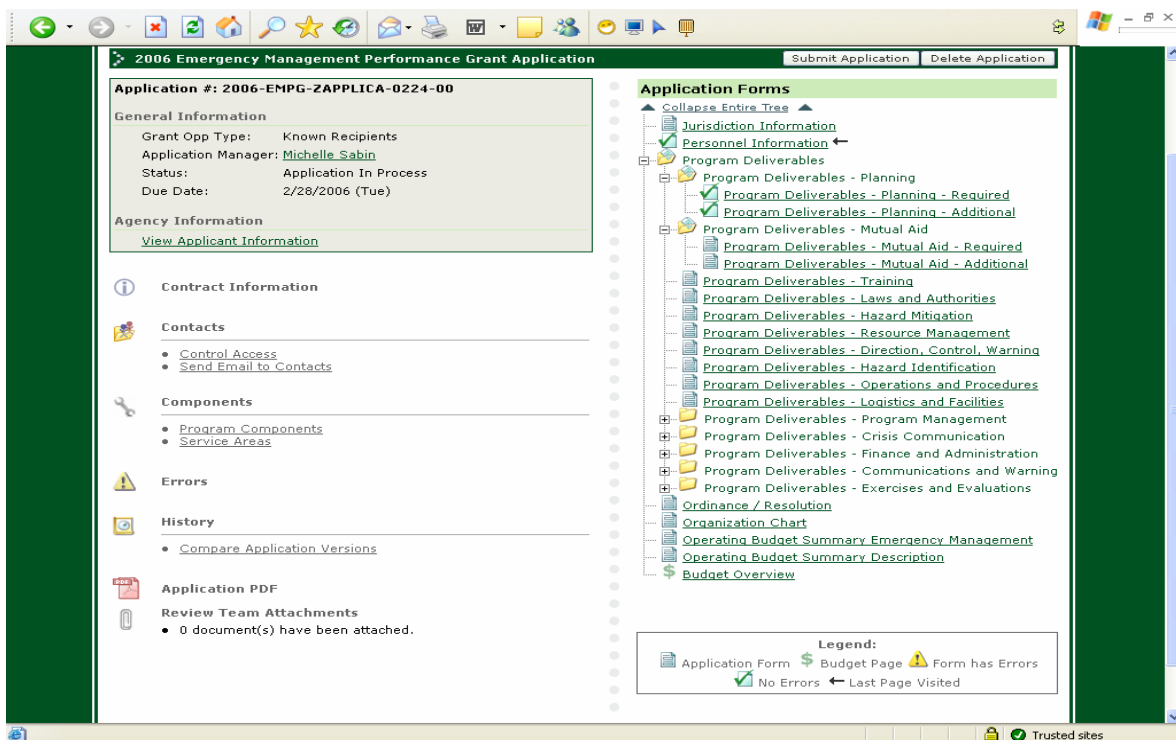 2006 Emergency Management Performance Grant Application
Submit Application
Delete Application
Application #: 2006-EMPG-ZAPPLICA-0224-00
General Information
Grant Opp Type: Known Recipients
Application Manager: Michelle Sabin
Status: Application In Process
Due Date: 2/28/2006 (Tue)
Agency Information
View Applicant Information
Contract Information
Contacts
Control Access
Send Email to Contacts
Components
Program Components
Service Areas
Errors
History
Compare Application Versions
Application PDF
Review Team Attachments
0 document(s) have been attached.
Application Forms
Collapse Entire Tree
Jurisdiction Information
Personnel Information
Program Deliverables
Program Deliverables - Planning
Program Deliverables - Planning - Required
Program Deliverables - Planning - Additional
Program Deliverables - Mutual Aid
Program Deliverables - Mutual Aid - Required
Program Deliverables - Mutual Aid - Additional
Program Deliverables - Training
Program Deliverables - Laws and Authorities
Program Deliverables - Hazard Mitigation
Program Deliverables - Resource Management
Program Deliverables - Direction, Control, Warning
Program Deliverables - Hazard Identification
Program Deliverables - Operations and Procedures
Program Deliverables - Logistics and Facilities
Program Deliverables - Program Management
Program Deliverables - Crisis Communication
Program Deliverables - Finance and Administration
Program Deliverables - Communications and Warning
Program Deliverables - Exercises and Evaluations
Ordinance / Resolution
Organization Chart
Operating Budget Summary Emergency Management
Operating Budget Summary Description
$ Budget Overview
Legend:
Application Form $ Budget Page Form has Errors
No Errors Last Page Visited
Trusted sites